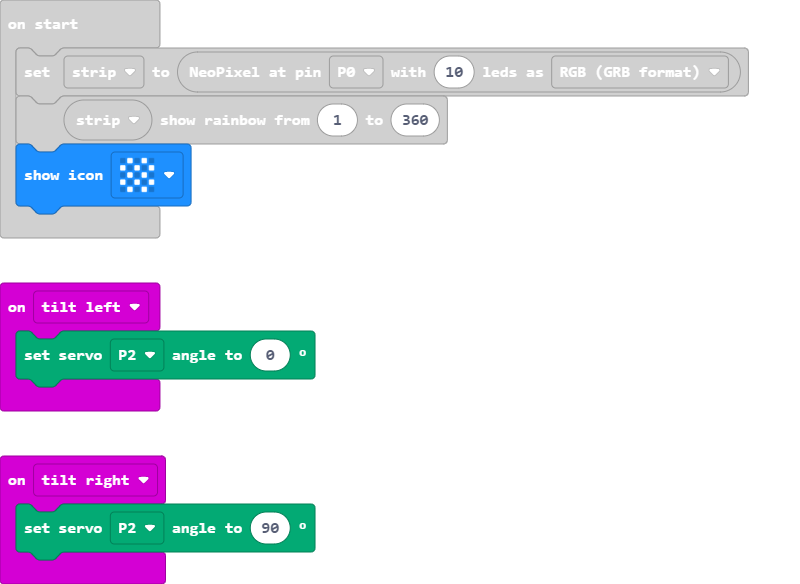 on start
set strip to NeoPixel at pin P0 with 10 leds as RGB (GRB format)
strip show rainbow from 1 to 360
show icon
on tilt left
set servo P2 angle to 0 °
on tilt right
set servo P2 angle to 90 °